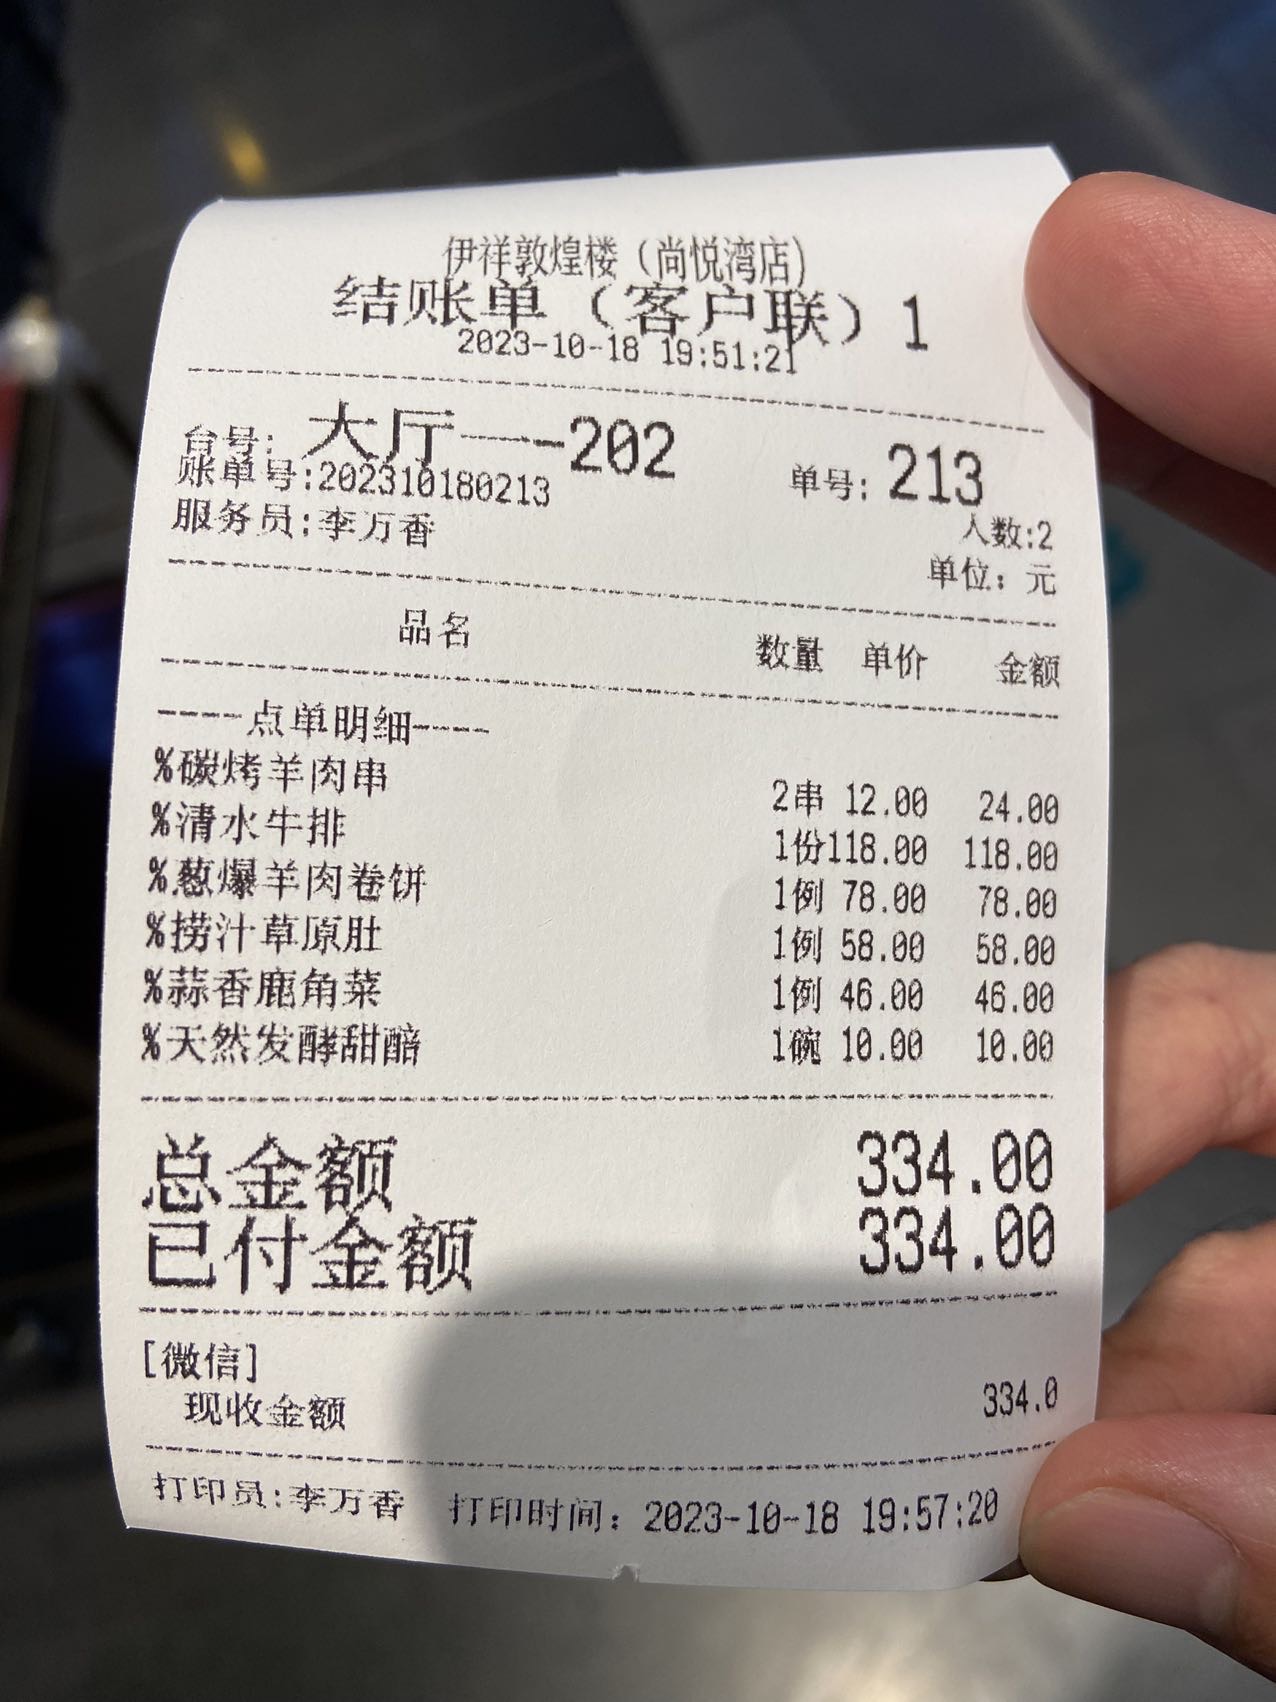 伊祥敦煌楼（尚悦湾店）
结账单（客户联）1
2023-10-18 19:51:21
台号: 大厅——-202 单号: 213
账单号:202310180213
服务员:李万香 人数:2
单位: 元
品名 数量 单价 金额
----点单明细----
%碳烤羊肉串 2串 12.00 24.00
%清水牛排 1份118.00 118.00
%葱爆羊肉卷饼 1例 78.00 78.00
%捞汁草原肚 1例 58.00 58.00
%蒜香鹿角菜 1例 46.00 46.00
%天然发酵甜醅 1碗 10.00 10.00
总金额 334.00
已付金额 334.00
[微信]
现收金额 334.0
打印员:李万香 打印时间: 2023-10-18 19:57:20